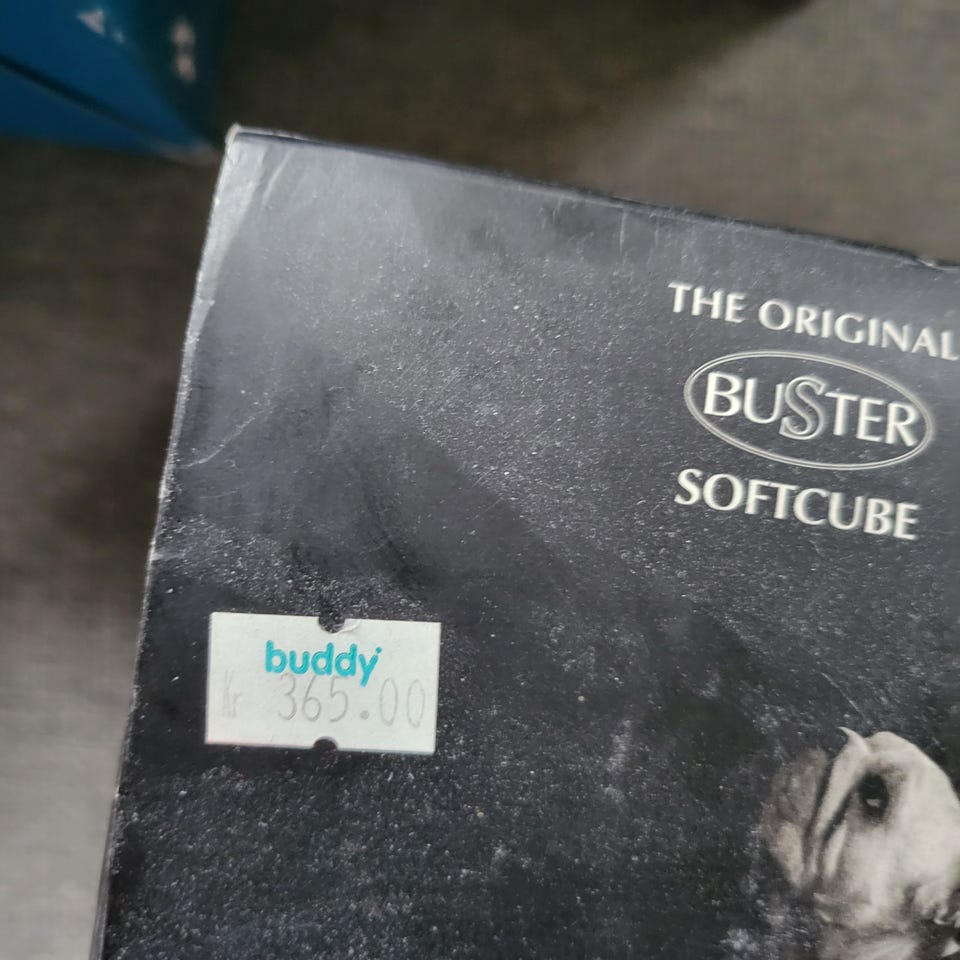 THE ORIGINAL
BUSTER
SOFTCUBE
buddy
Kr 365.00